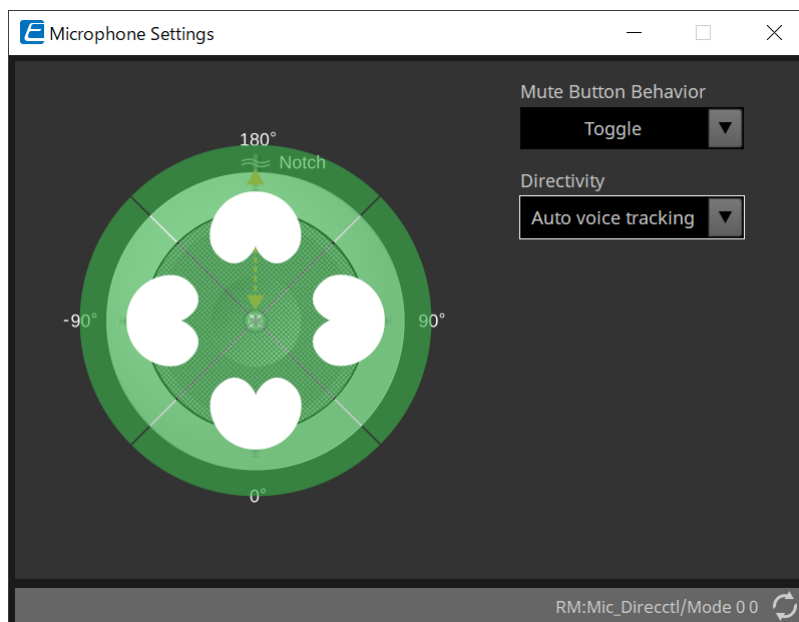 Microphone Settings
Mute Button Behavior
Toggle
180°
Notch
Directivity
Auto voice tracking
-90°
90°
0°
RM:Mic_Direcctl/Mode 0 0